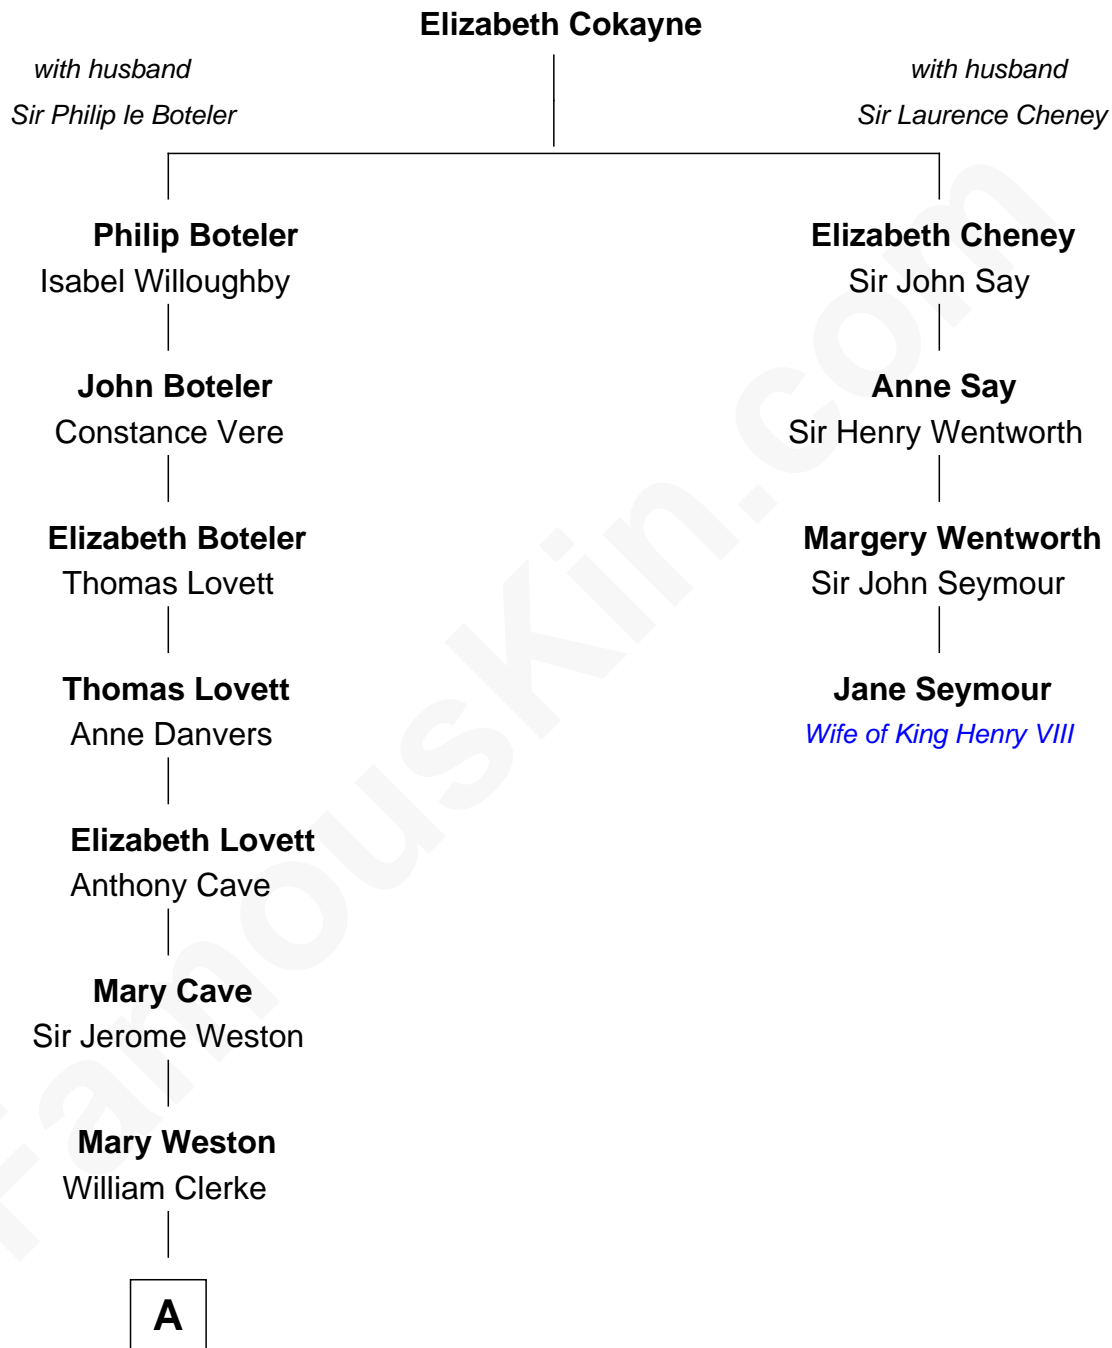 Elizabeth Cokayne
with husband
Sir Philip le Boteler
with husband
Sir Laurence Cheney
Philip Boteler
Isabel Willoughby
John Boteler
Constance Vere
Elizabeth Boteler
Thomas Lovett
Thomas Lovett
Anne Danvers
Elizabeth Lovett
Anthony Cave
Mary Cave
Sir Jerome Weston
Mary Weston
William Clerke
A
Elizabeth Cheney
Sir John Say
Anne Say
Sir Henry Wentworth
Margery Wentworth
Sir John Seymour
Jane Seymour
Wife of King Henry VIII
FamousKin.com